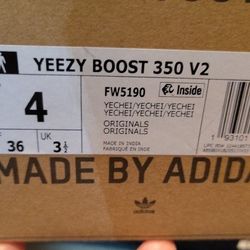 YEEZY BOOST 350 V2
4
FW5190
Inside
YECHEI/YECHEI/YECHEI
YECHEI/YECHEI/YECHEI
ORIGINALS
ORIGINALS
UK
36
3½
MADE IN INDIA
FABRIQUÉ EN INDE
MADE BY ADIDA
adidas